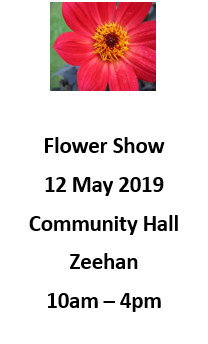 Flower Show
12 May 2019
Community Hall
Zeehan
10am – 4pm